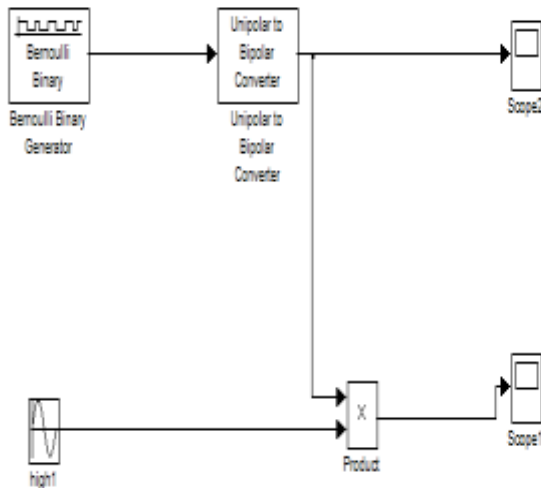 Bernoulli
Binary
Bernoulli Binary
Generator
Unipolar to
Bipolar
Converter
Unipolar to
Bipolar
Converter
Scope2
high1
X
Product
Scope1